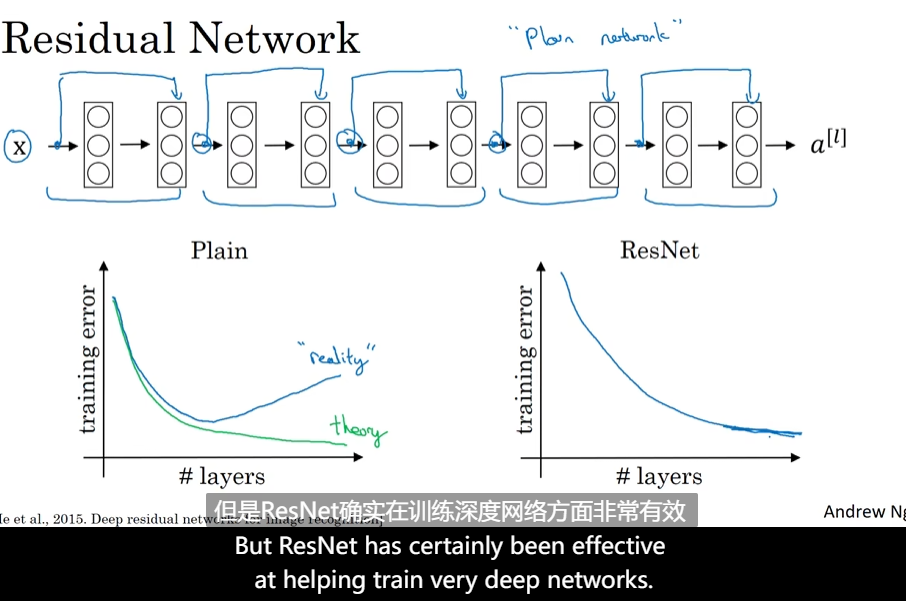 Residual Network
"Plain network"
x
a[l]
Plain
ResNet
training error
"reality"
theory
# layers
training error
# layers
He et al., 2015. Deep residual networks for image recognition]
Andrew Ng
但是ResNet确实在训练深度网络方面非常有效
But ResNet has certainly been effective
at helping train very deep networks.